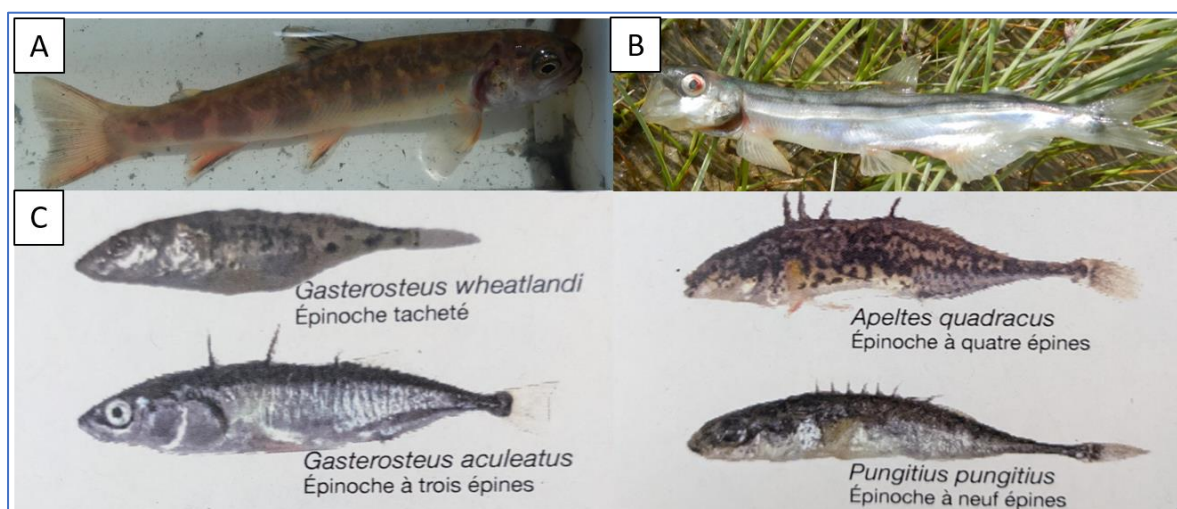 A
B
C
Gasterosteus wheatlandi
Épinoche tacheté
Apeltes quadracus
Épinoche à quatre épines
Gasterosteus aculeatus
Épinoche à trois épines
Pungitius pungitius
Épinoche à neuf épines